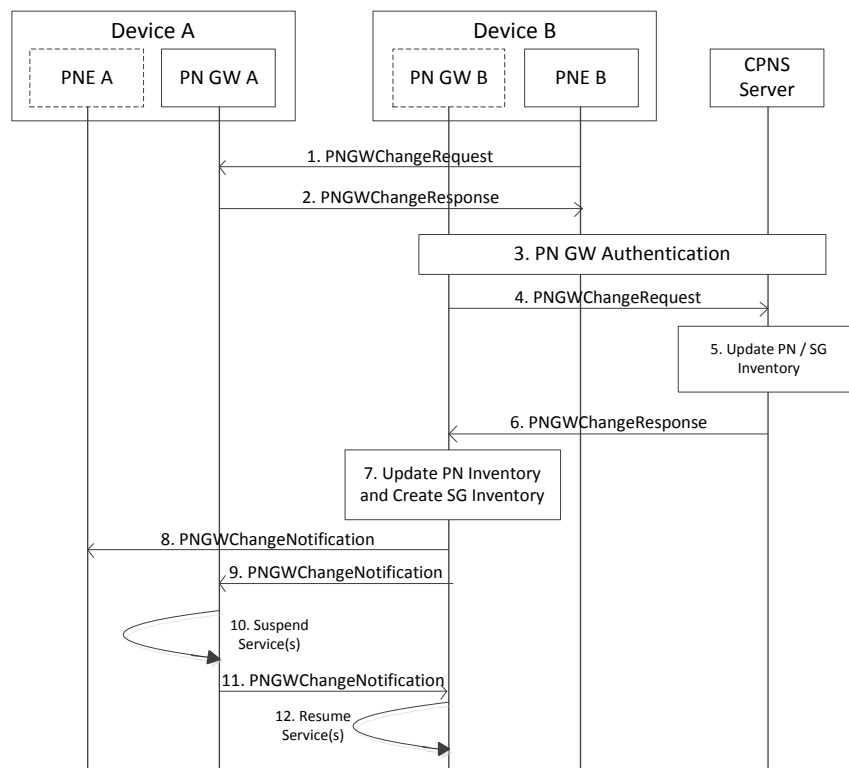 Device A
Device B
PNE A
PN GW A
PN GW B
PNE B
CPNS
Server
1. PNGWChangeRequest
2. PNGWChangeResponse
3. PN GW Authentication
4. PNGWChangeRequest
5. Update PN / SG
Inventory
6. PNGWChangeResponse
7. Update PN Inventory
and Create SG Inventory
8. PNGWChangeNotification
9. PNGWChangeNotification
10. Suspend
Service(s)
11. PNGWChangeNotification
12. Resume
Service(s)